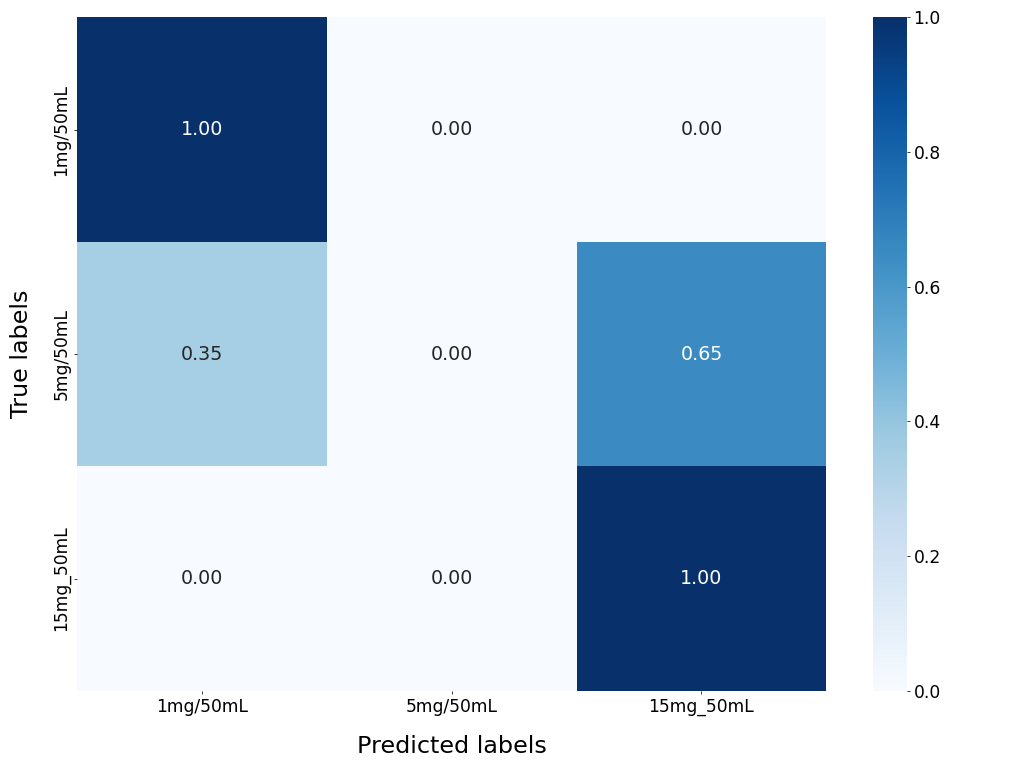 True labels
1mg/50mL
5mg/50mL
15mg_50mL
1.00 0.00 0.00
0.35 0.00 0.65
0.00 0.00 1.00
1mg/50mL 5mg/50mL 15mg_50mL
Predicted labels
1.0
0.8
0.6
0.4
0.2
0.0